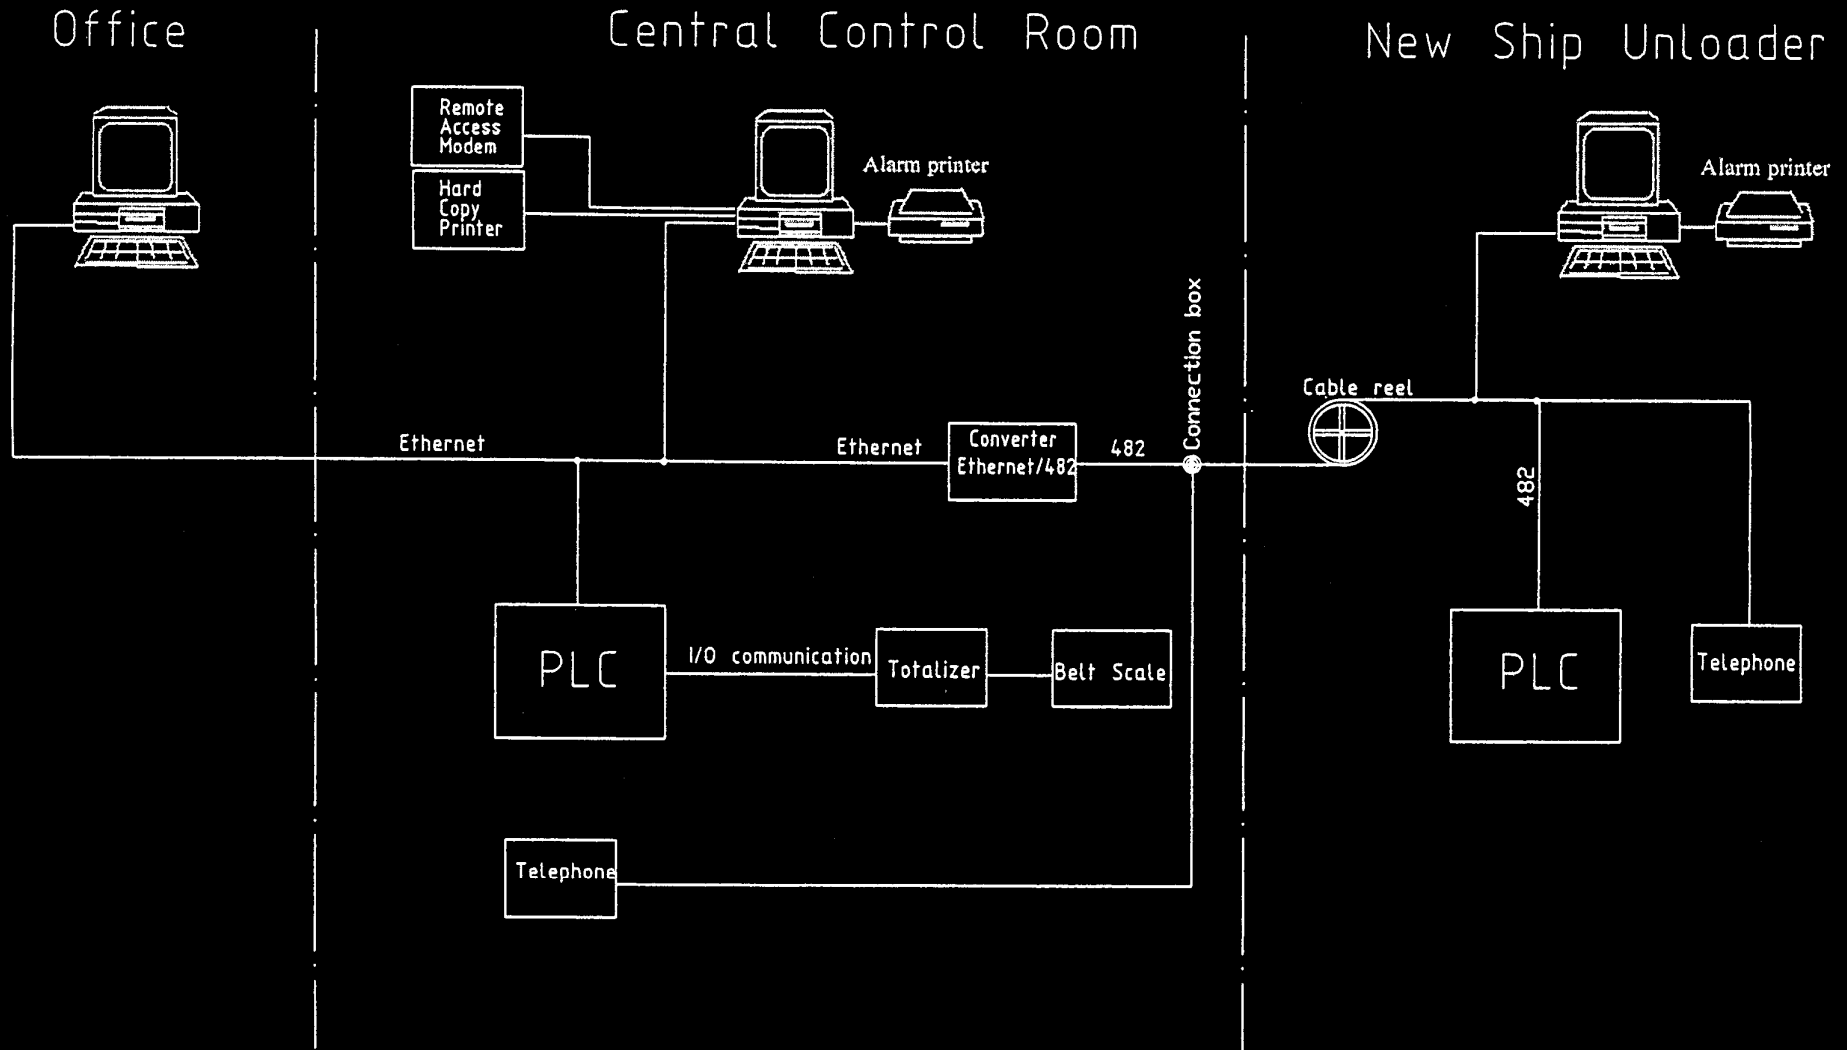 Office
Central Control Room
New Ship Unloader
Remote
Access
Modem
Hard
Copy
Printer
Alarm printer
Alarm printer
Connection box
Cable reel
Ethernet
Ethernet
Converter
Ethernet/482
482
482
PLC
I/O communication
Totalizer
Belt Scale
PLC
Telephone
Telephone